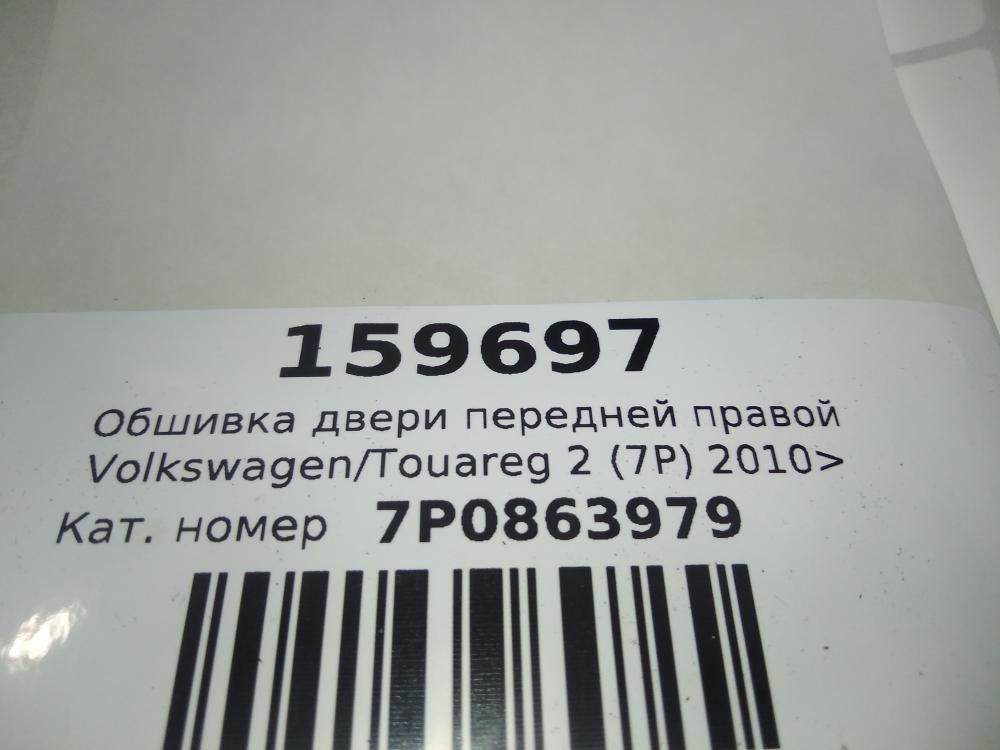 159697
Обшивка двери передней правой
Volkswagen/Touareg 2 (7P) 2010>
Кат. номер 7P0863979